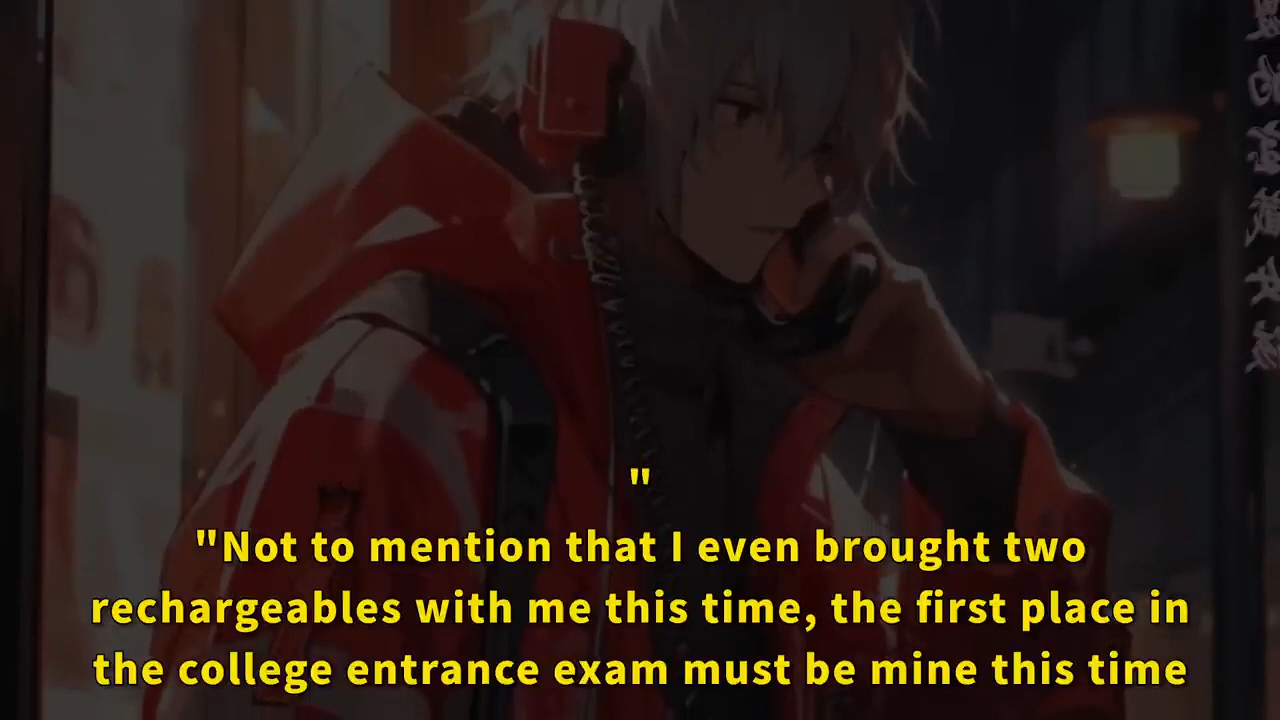 "
"Not to mention that I even brought two
rechargeables with me this time, the first place in
the college entrance exam must be mine this time